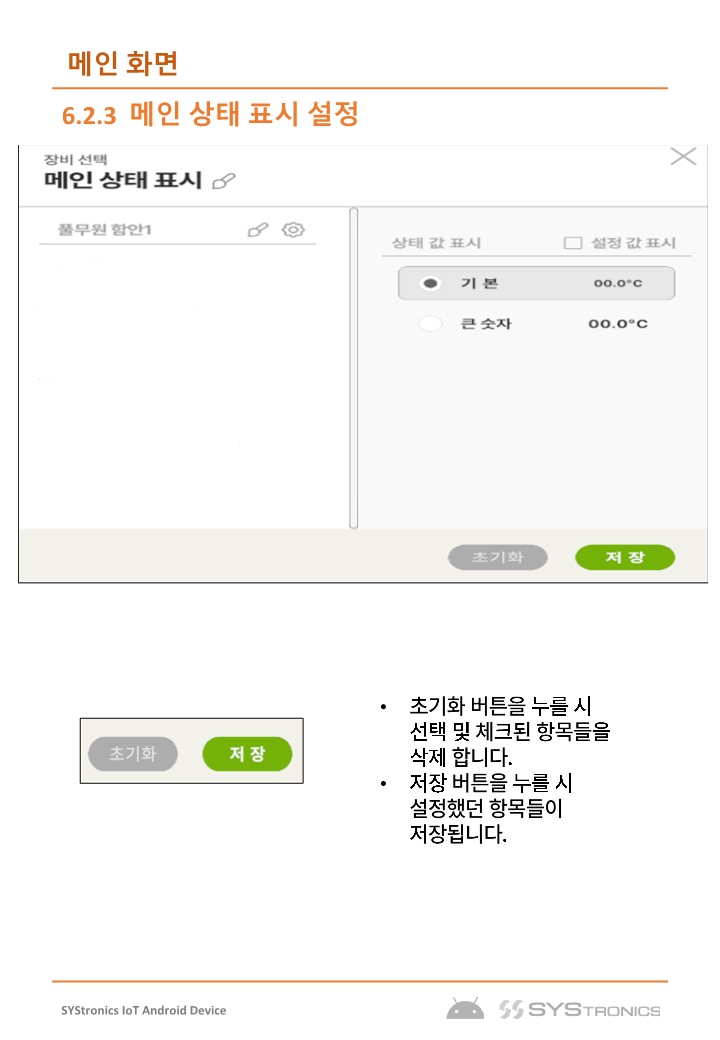 메인 화면
6.2.3 메인 상태 표시 설정
장비 선택
메인 상태 표시
풀무원 함안1
상태 값 표시 설정 값 표시
기 본 00.0°C
큰 숫자 00.0°C
초기화 저 장
초기화 저 장
• 초기화 버튼을 누를 시
선택 및 체크된 항목들을
삭제 합니다.
• 저장 버튼을 누를 시
설정했던 항목들이
저장됩니다.
SYStronics IoT Android Device
SYSTRONICS